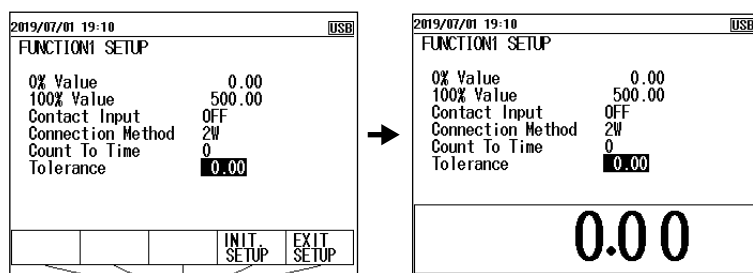 2019/07/01 19:10 USB
FUNCTION1 SETUP
0% Value 0.00
100% Value 500.00
Contact Input OFF
Connection Method 2W
Count To Time 0
Tolerance 0.00
INIT. SETUP EXIT SETUP
2019/07/01 19:10 USB
FUNCTION1 SETUP
0% Value 0.00
100% Value 500.00
Contact Input OFF
Connection Method 2W
Count To Time 0
Tolerance 0.00
0.00